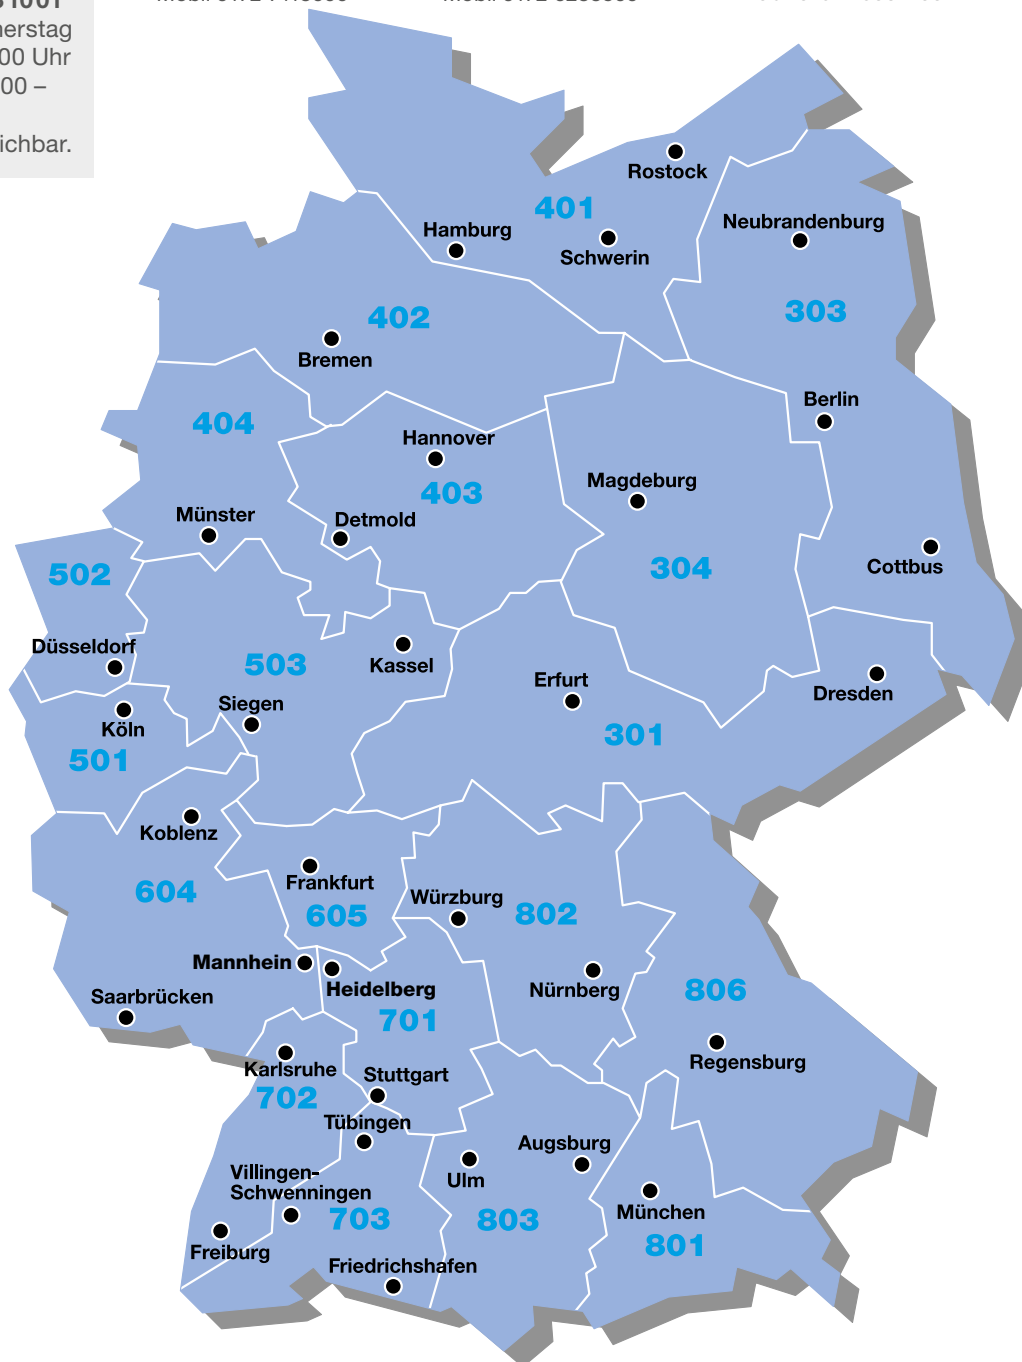 nerstag
00 Uhr
00 –
ichbar.
Rostock
401
Neubrandenburg
Hamburg
Schwerin
402
303
Bremen
Berlin
404
Hannover
403
Magdeburg
Münster
Detmold
Cottbus
502
304
Düsseldorf
503
Kassel
Erfurt
Dresden
Siegen
Köln
301
501
Koblenz
Frankfurt
604
605
Würzburg
802
Mannhein
Heidelberg
Nürnberg
806
Saarbrücken
701
Regensburg
Karlsruhe
Stuttgart
702
Tübingen
Augsburg
Villingen-
Schwenningen
Ulm
703
803
München
801
Freiburg
Friedrichshafen